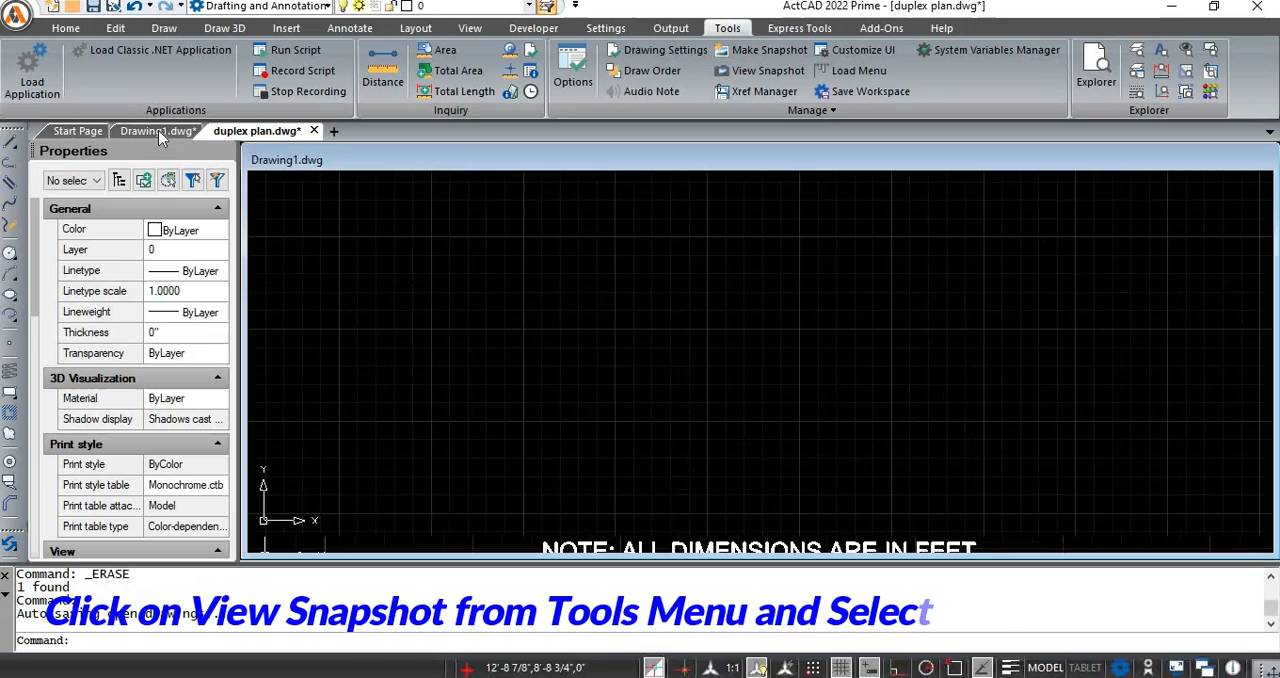 Drafting and Annotation
0
ActCAD 2022 Prime - [duplex plan.dwg*]
Home Edit Draw Draw 3D Insert Annotate Layout View Developer Settings Output Tools Express Tools Add-Ons Help
Load Application
Load Classic .NET Application
Run Script
Record Script
Stop Recording
Applications
Distance
Area
Total Area
Total Length
Inquiry
Options
Drawing Settings
Draw Order
Audio Note
Make Snapshot
View Snapshot
Xref Manager
Customize UI
Load Menu
Save Workspace
System Variables Manager
Manage
Explorer
Explorer
Start Page Drawing1.dwg* duplex plan.dwg*
Properties
Drawing1.dwg
No selec
General
Color ByLayer
Layer 0
Linetype ByLayer
Linetype scale 1.0000
Lineweight ByLayer
Thickness 0"
Transparency ByLayer
3D Visualization
Material ByLayer
Shadow display Shadows cast ...
Print style
Print style ByColor
Print style table Monochrome.ctb
Print table attac... Model
Print table type Color-dependen...
View
Y
X
NOTE: ALL DIMENSIONS ARE IN FEET
Command: _ERASE
1 found
Click on View Snapshot from Tools Menu and Select
Command:
12'-8 7/8",8'-8 3/4",0"
1:1
MODEL TABLET